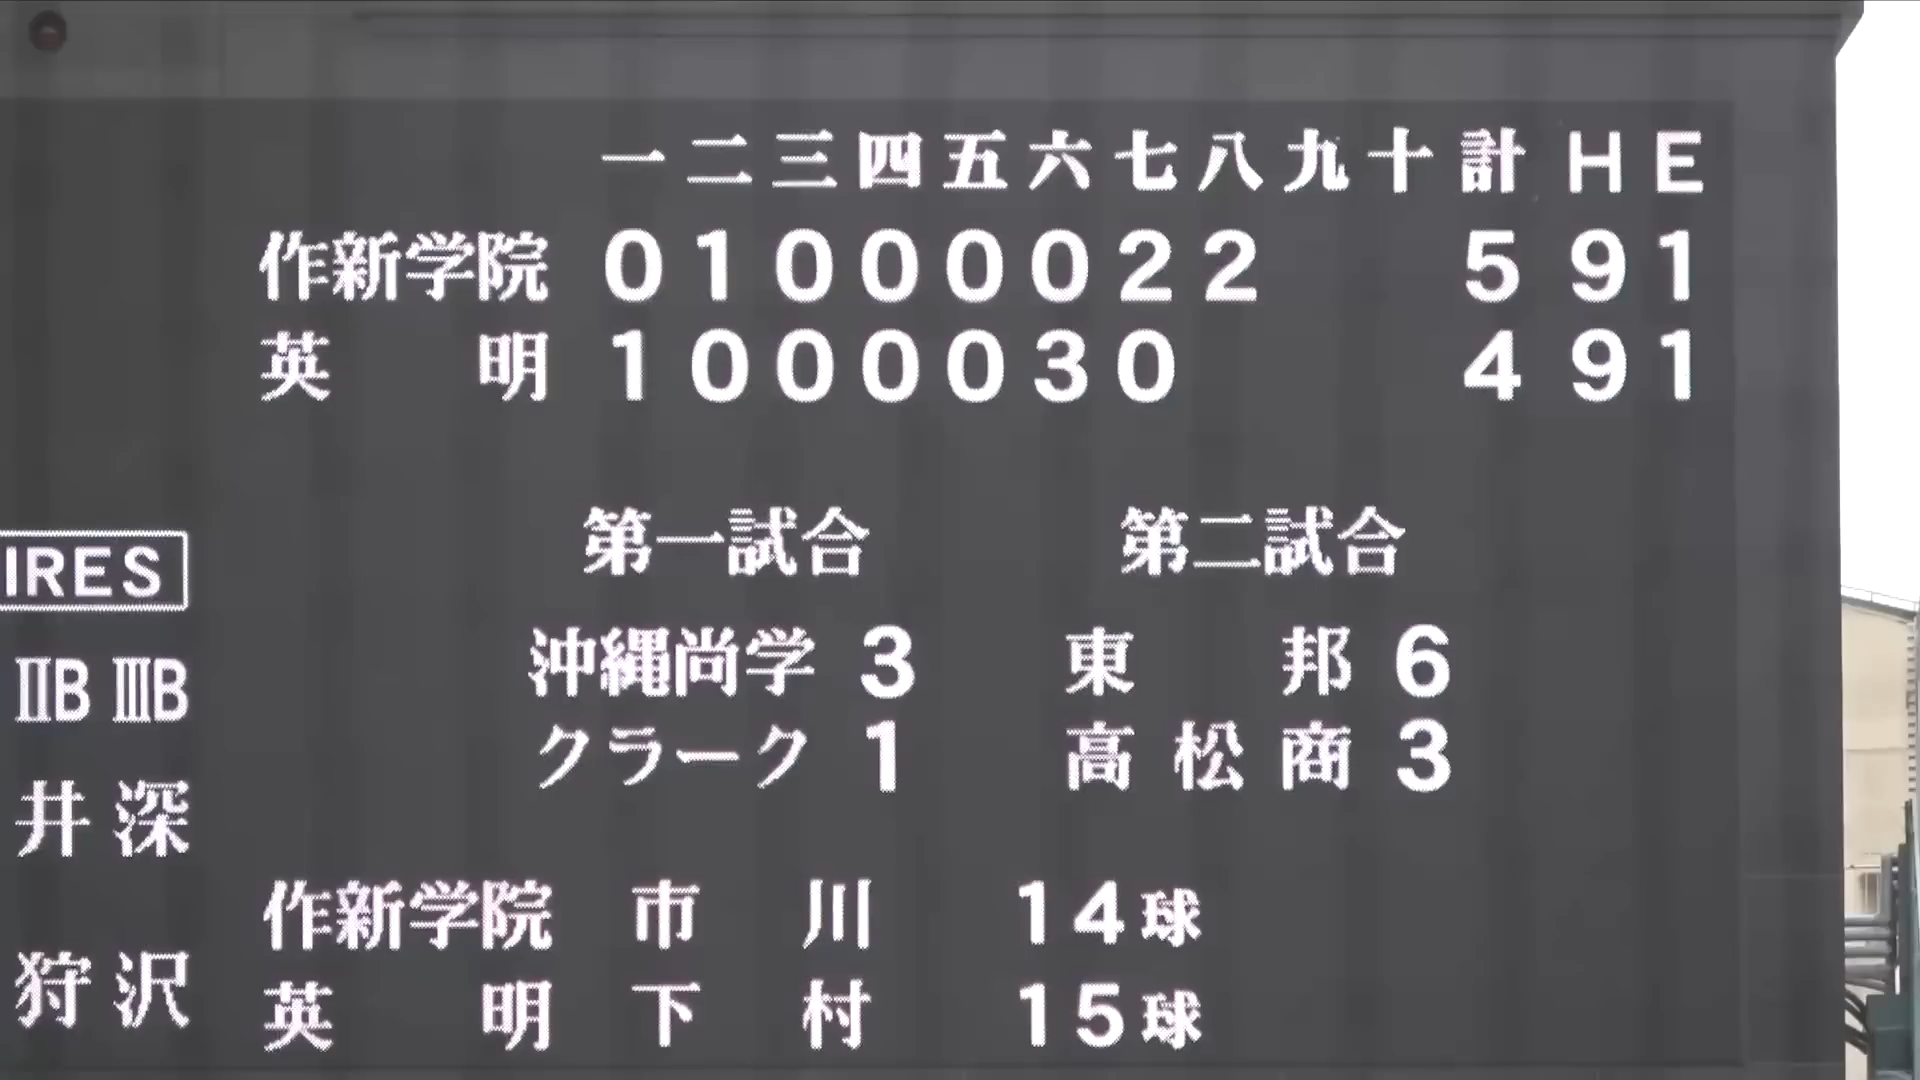 一 二 三 四 五 六 七 八 九 十 計 H E
作新学院 0 1 0 0 0 0 2 2 5 9 1
英 明 1 0 0 0 0 3 0 4 9 1
第一試合 第二試合
IRES
沖縄尚学 3 東 邦 6
ⅡB ⅢB
クラーク 1 高松商 3
井 深
作新学院 市 川 14球
狩 沢
英 明 下 村 15球